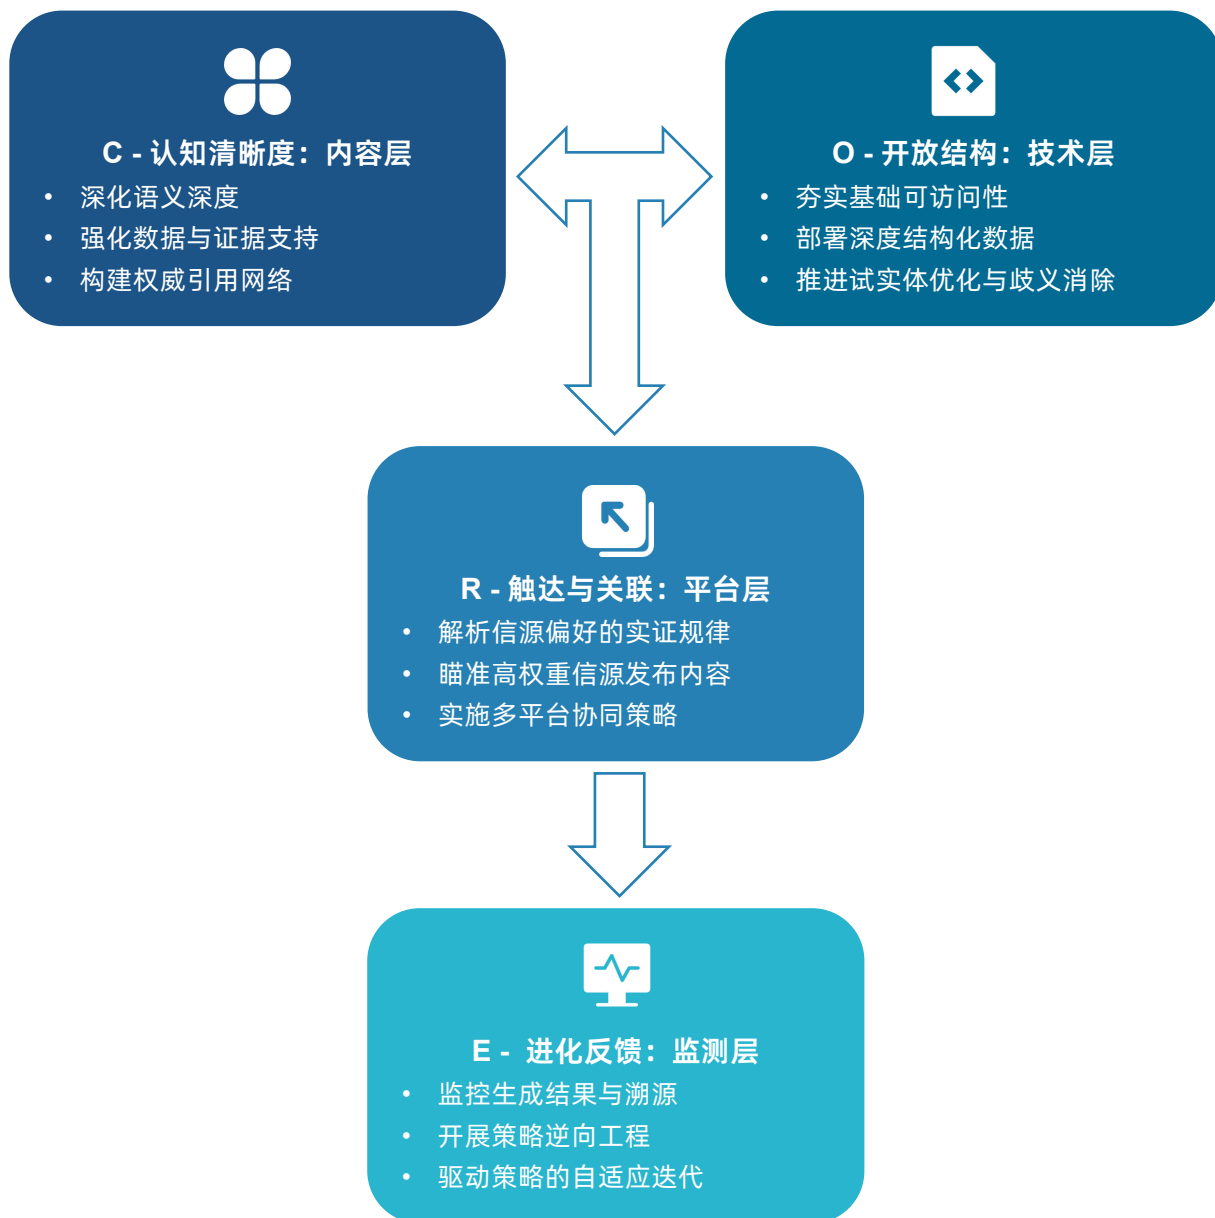 C - 认知清晰度：内容层
• 深化语义深度
• 强化数据与证据支持
• 构建权威引用网络
O - 开放结构：技术层
• 夯实基础可访问性
• 部署深度结构化数据
• 推进试实体优化与歧义消除
R - 触达与关联：平台层
• 解析信源偏好的实证规律
• 瞄准高权重信源发布内容
• 实施多平台协同策略
E - 进化反馈：监测层
• 监控生成结果与溯源
• 开展策略逆向工程
• 驱动策略的自适应迭代